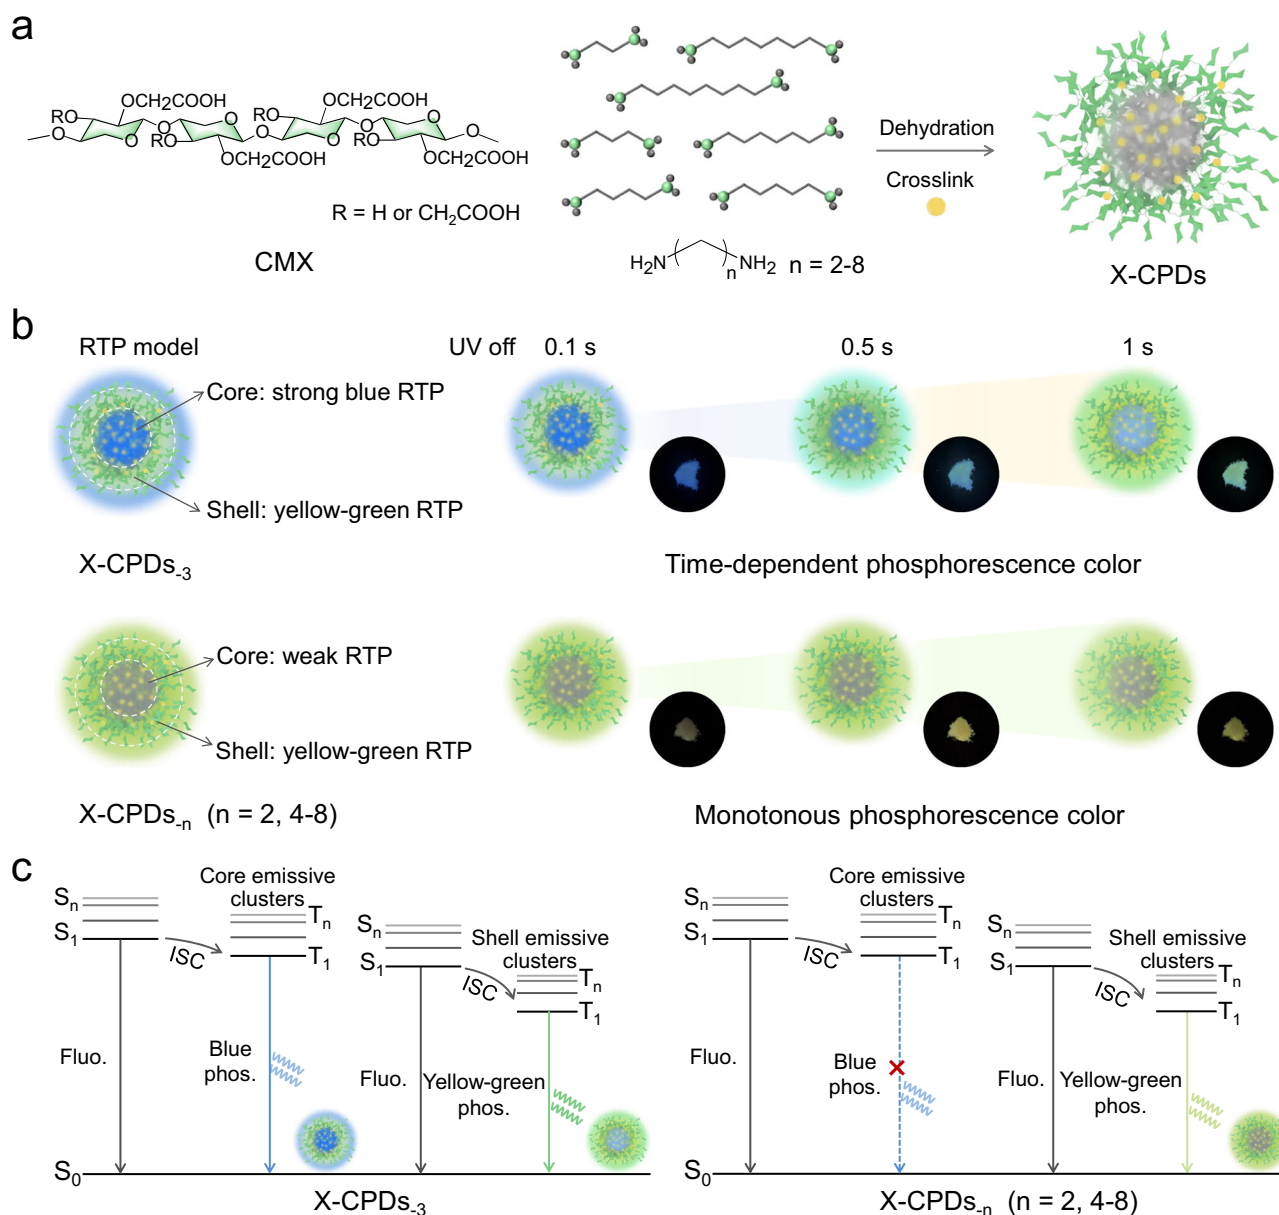 a
RO
OCH2COOH
O
O
RO
OCH2COOH
O
O
RO
OCH2COOH
O
O
RO
OCH2COOH
O
O
R = H or CH2COOH
CMX
H2N
n
NH2 n = 2-8
Dehydration
Crosslink
X-CPDs
b
RTP model
UV off 0.1 s 0.5 s 1 s
Core: strong blue RTP
Shell: yellow-green RTP
X-CPDs-3
Time-dependent phosphorescence color
Core: weak RTP
Shell: yellow-green RTP
X-CPDs-n (n = 2, 4-8)
Monotonous phosphorescence color
c
Sn
S1
ISC
Core emissive
clusters
Tn
T1
Sn
S1
ISC
Shell emissive
clusters
Tn
T1
Fluo.
Blue
phos.
Fluo.
Yellow-green
phos.
S0
X-CPDs-3
Sn
S1
ISC
Core emissive
clusters
Tn
T1
Sn
S1
ISC
Shell emissive
clusters
Tn
T1
Fluo.
Blue
phos.
Fluo.
Yellow-green
phos.
X-CPDs-n (n = 2, 4-8)